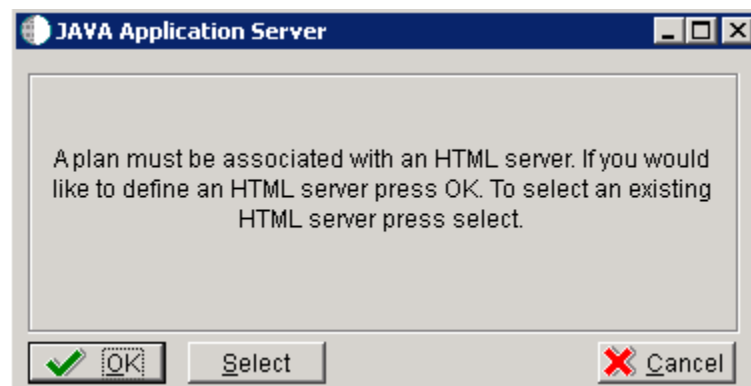 JAVA Application Server
A plan must be associated with an HTML server. If you would
like to define an HTML server press OK. To select an existing
HTML server press select.
OK
Select
Cancel